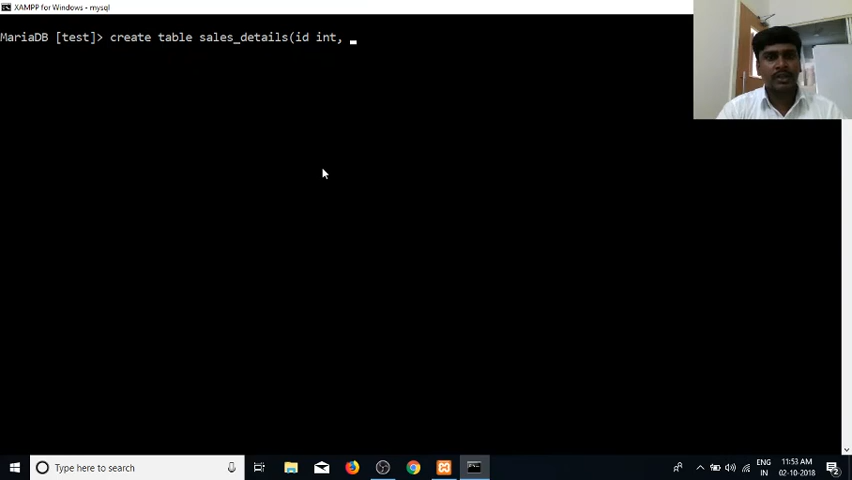 XAMPP for Windows - mysql
MariaDB [test]> create table sales_details(id int, _
Type here to search
ENG
IN
11:53 AM
02-10-2018
2